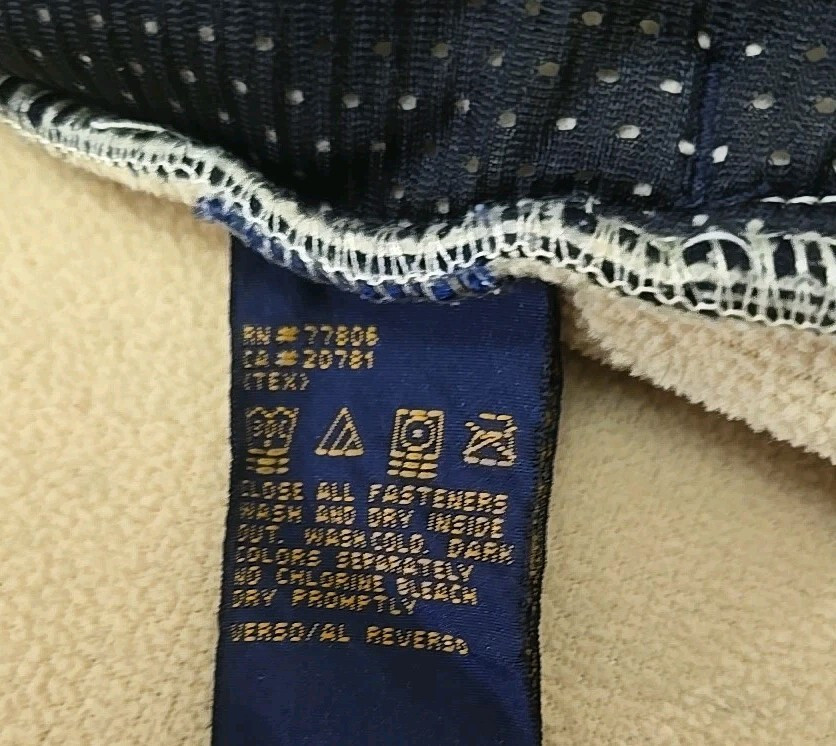 RN # 77806
CA # 20781
(TEX)
CLOSE ALL FASTENERS
WASH AND DRY INSIDE
OUT. WASH COLD. DARK
COLORS SEPARATELY
NO CHLORINE BLEACH
DRY PROMPTLY
VERSO/AL REVERSO